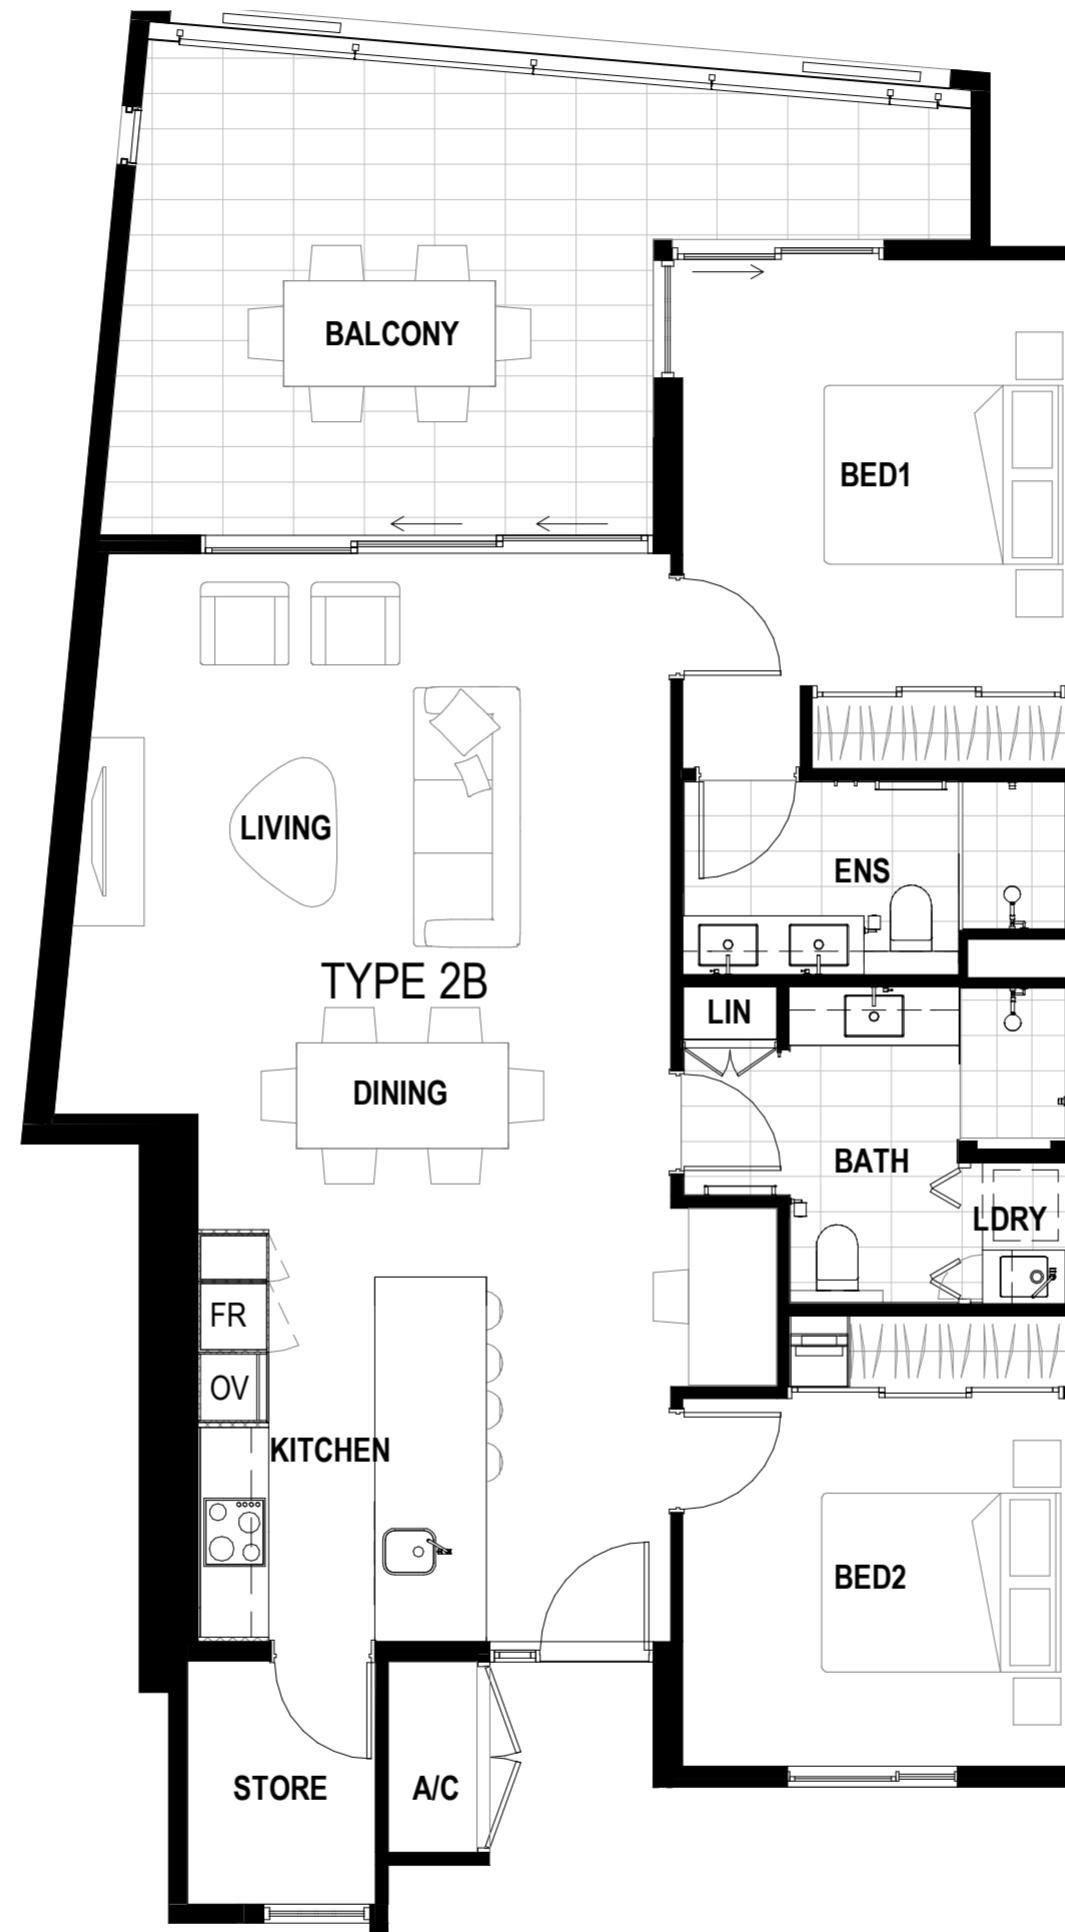 BALCONY
BED1
LIVING
ENS
TYPE 2B
LIN
DINING
BATH
LDRY
FR
OV
KITCHEN
BED2
STORE
A/C